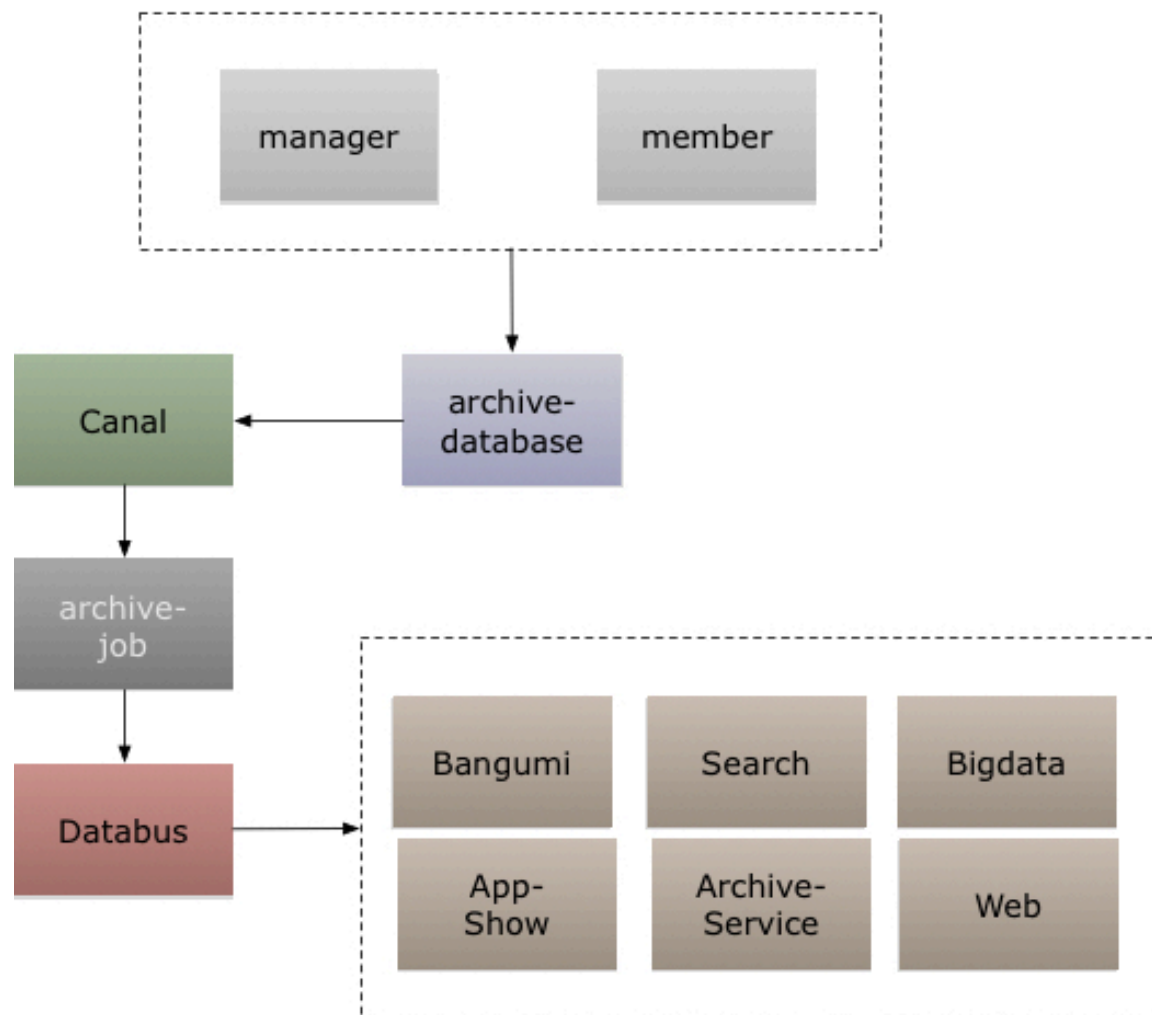 manager
member
Canal
archive-
database
archive-
job
Databus
Bangumi
Search
Bigdata
App-
Show
Archive-
Service
Web